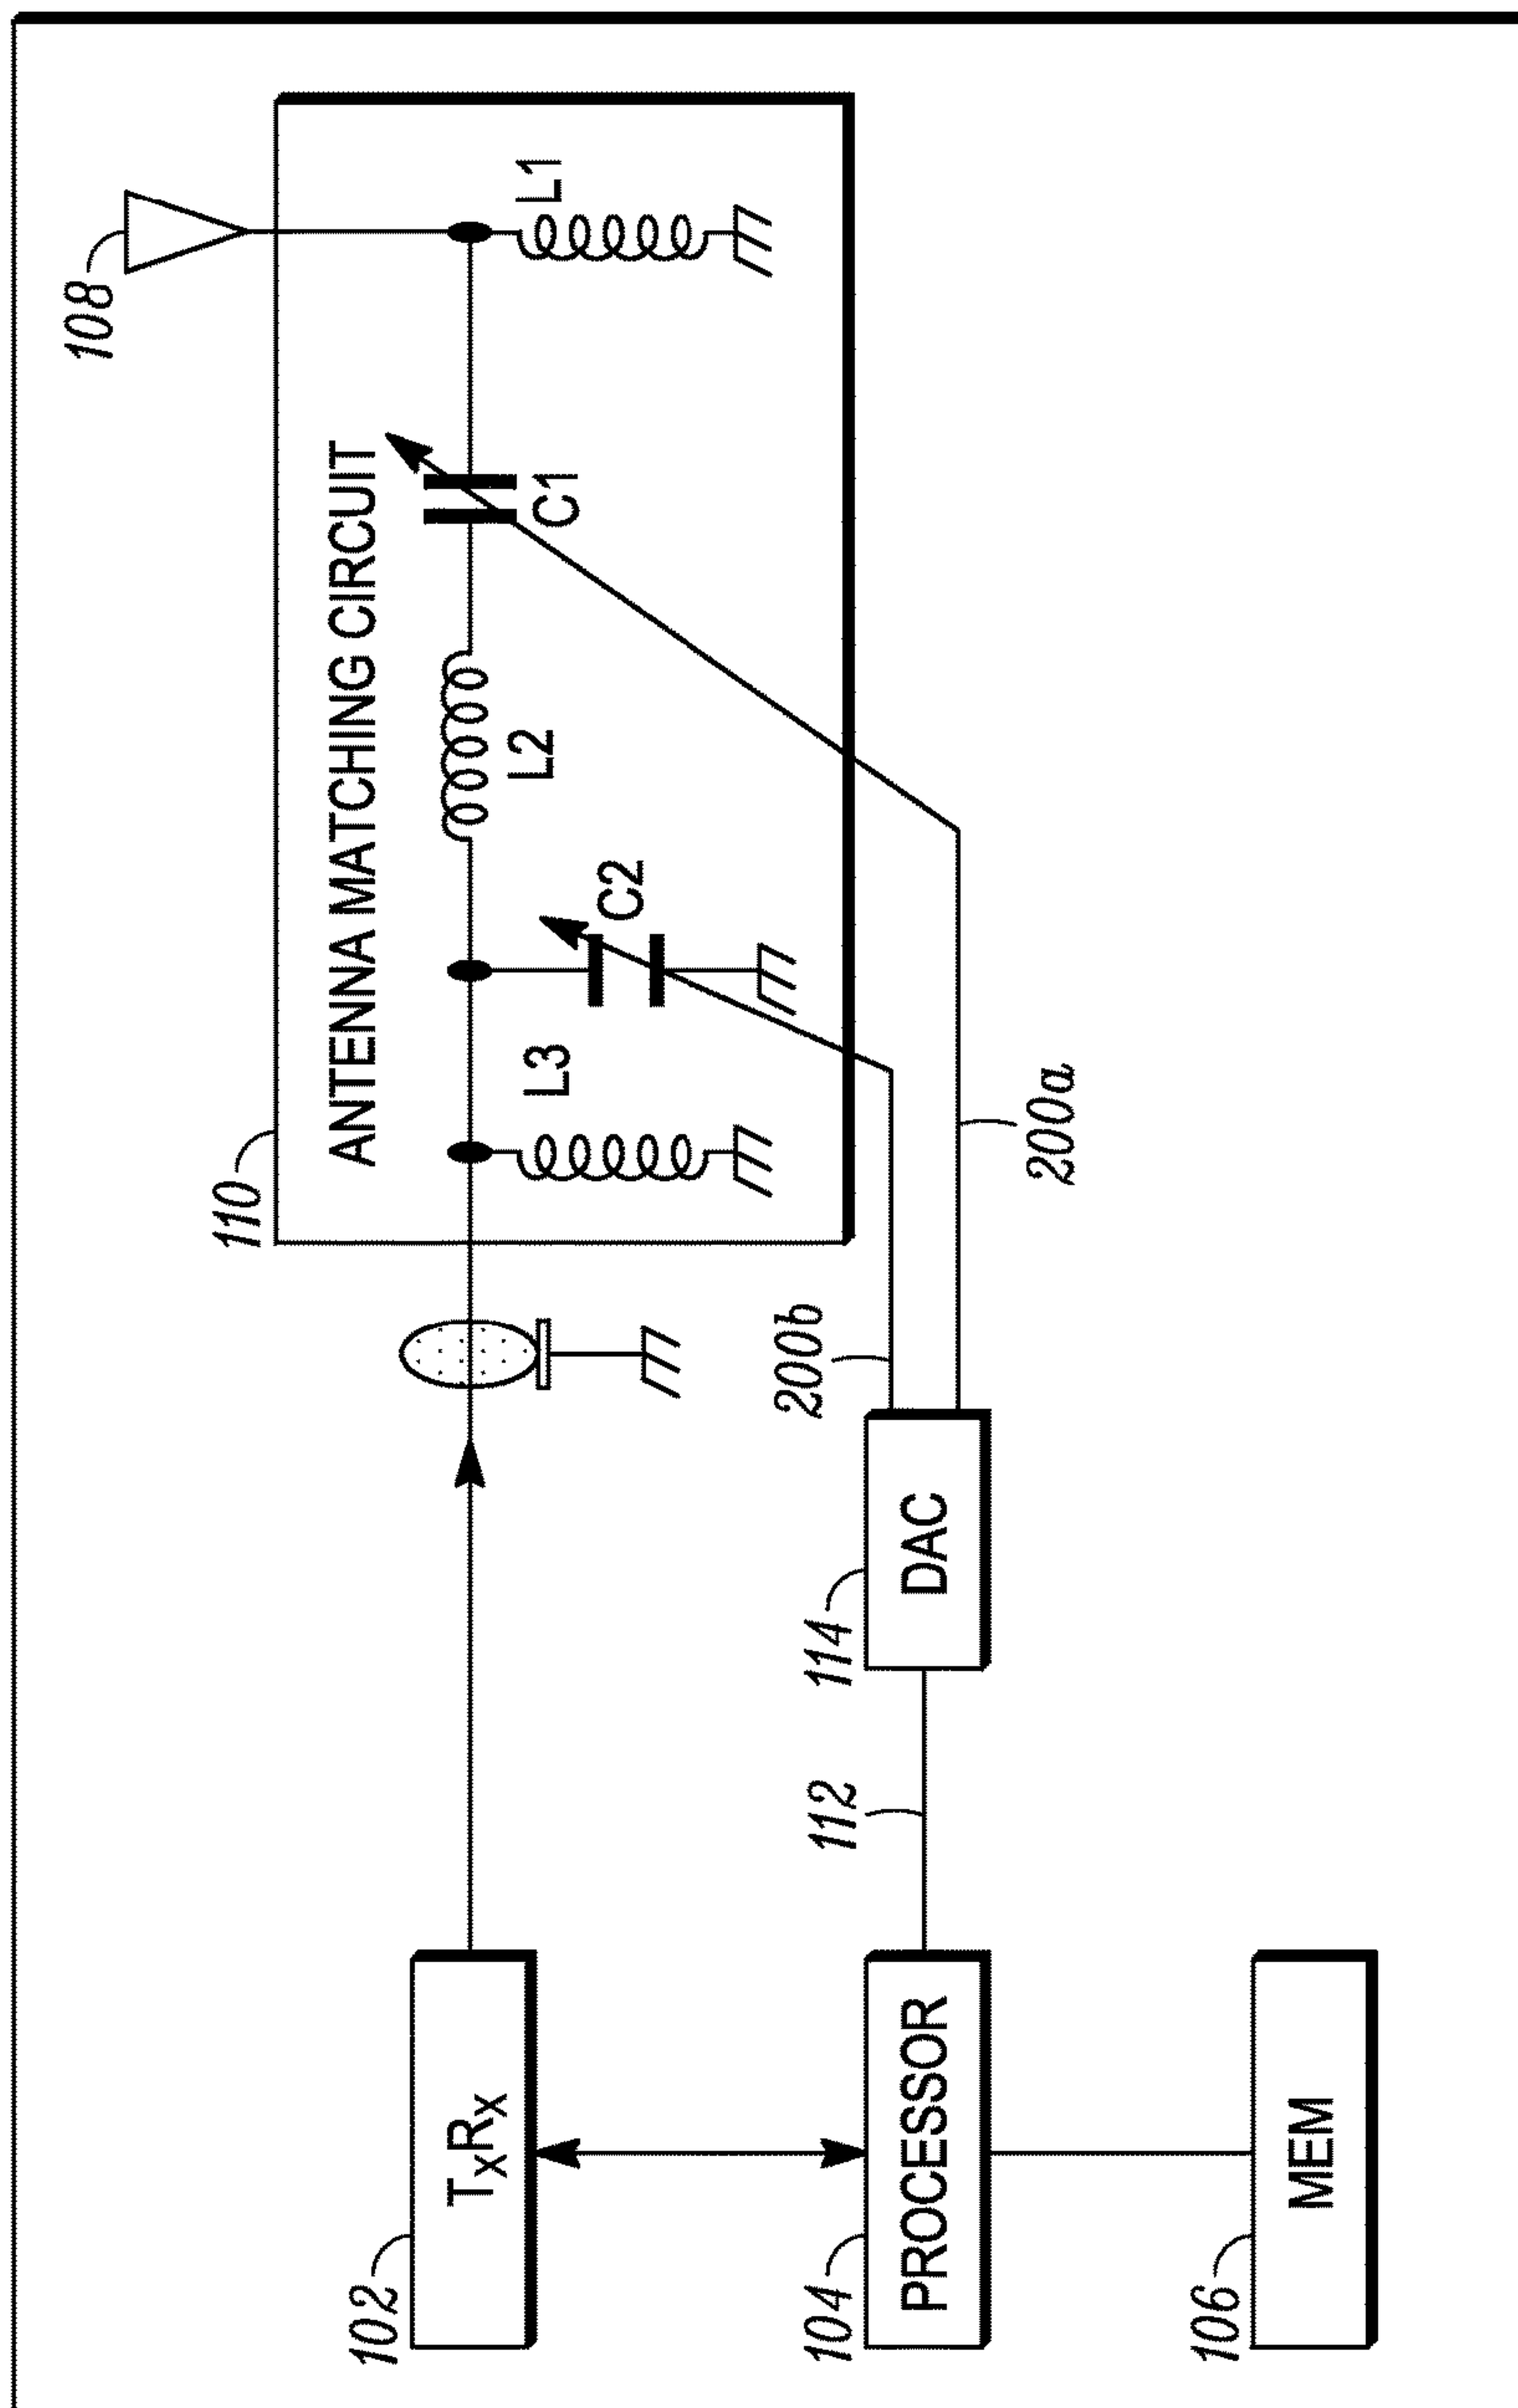 108
110
ANTENNA MATCHING CIRCUIT
L1
C1
L2
C2
L3
102
TxRx
200b
200a
114
DAC
112
104
PROCESSOR
106
MEM